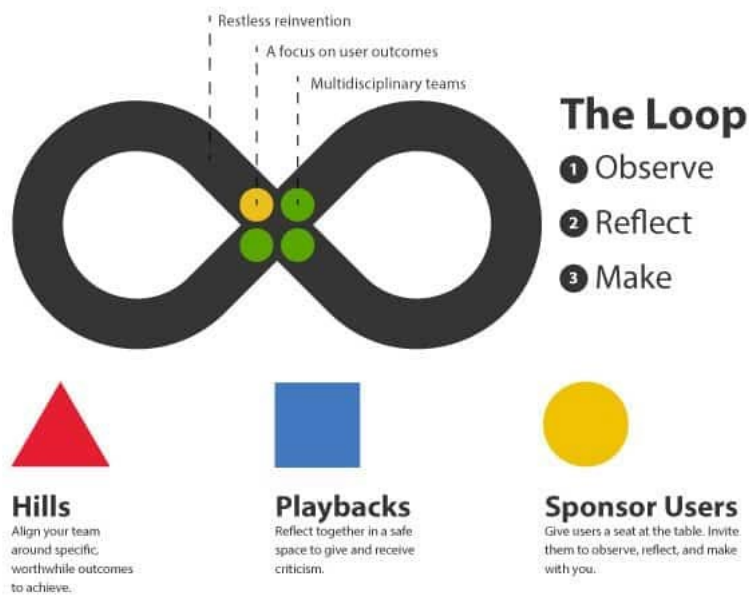 Restless reinvention
A focus on user outcomes
Multidisciplinary teams
The Loop
1 Observe
2 Reflect
3 Make
Hills
Align your team
around specific,
worthwhile outcomes
to achieve.
Playbacks
Reflect together in a safe
space to give and receive
criticism.
Sponsor Users
Give users a seat at the table. Invite
them to observe, reflect, and make
with you.